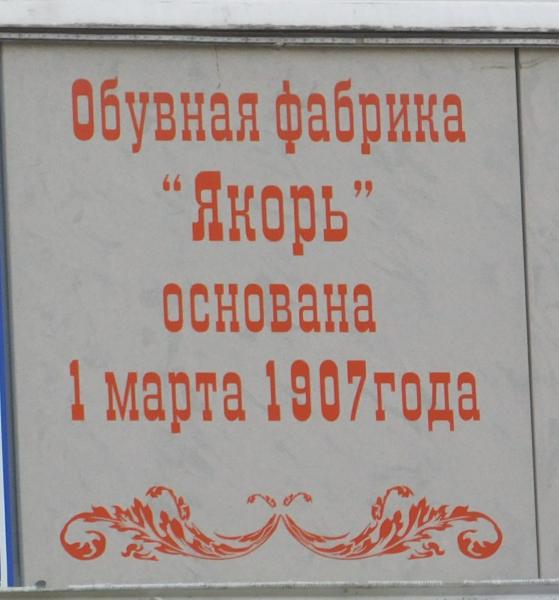 Обувная фабрика
“Якорь”
основана
1 марта 1907года